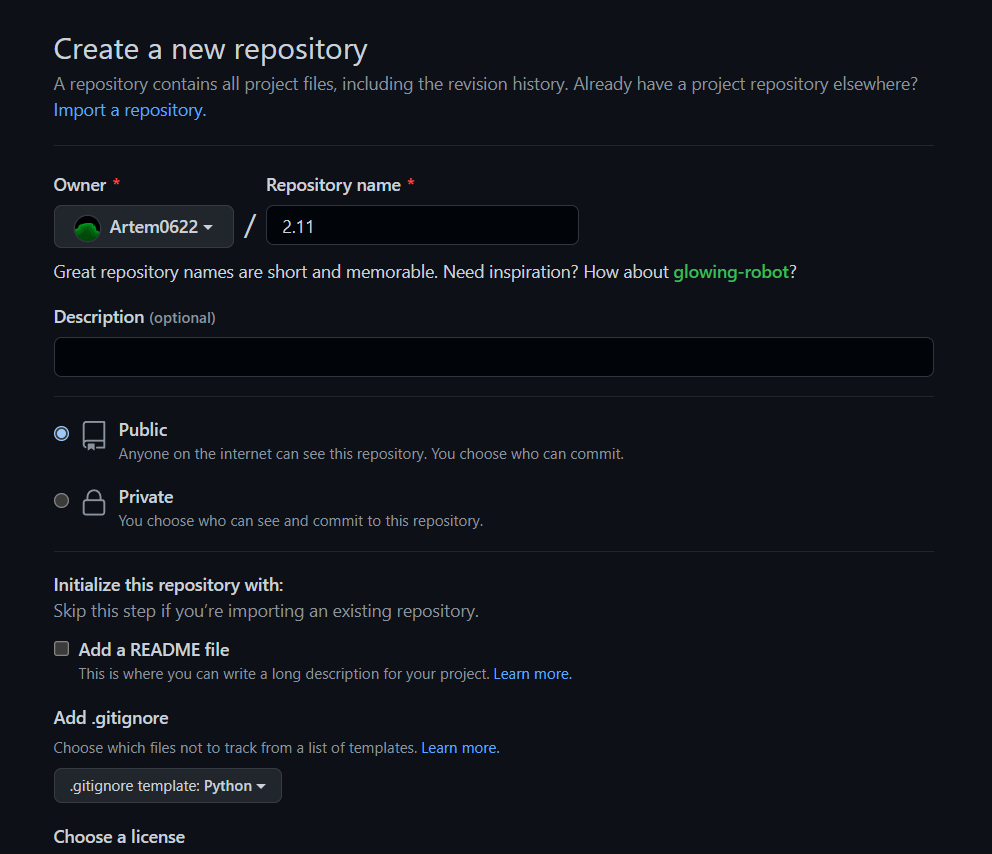 Create a new repository
A repository contains all project files, including the revision history. Already have a project repository elsewhere?
Import a repository.
Owner * Repository name *
Artem0622 / 2.11
Great repository names are short and memorable. Need inspiration? How about glowing-robot?
Description (optional)
Public
Anyone on the internet can see this repository. You choose who can commit.
Private
You choose who can see and commit to this repository.
Initialize this repository with:
Skip this step if you’re importing an existing repository.
Add a README file
This is where you can write a long description for your project. Learn more.
Add .gitignore
Choose which files not to track from a list of templates. Learn more.
.gitignore template: Python
Choose a license